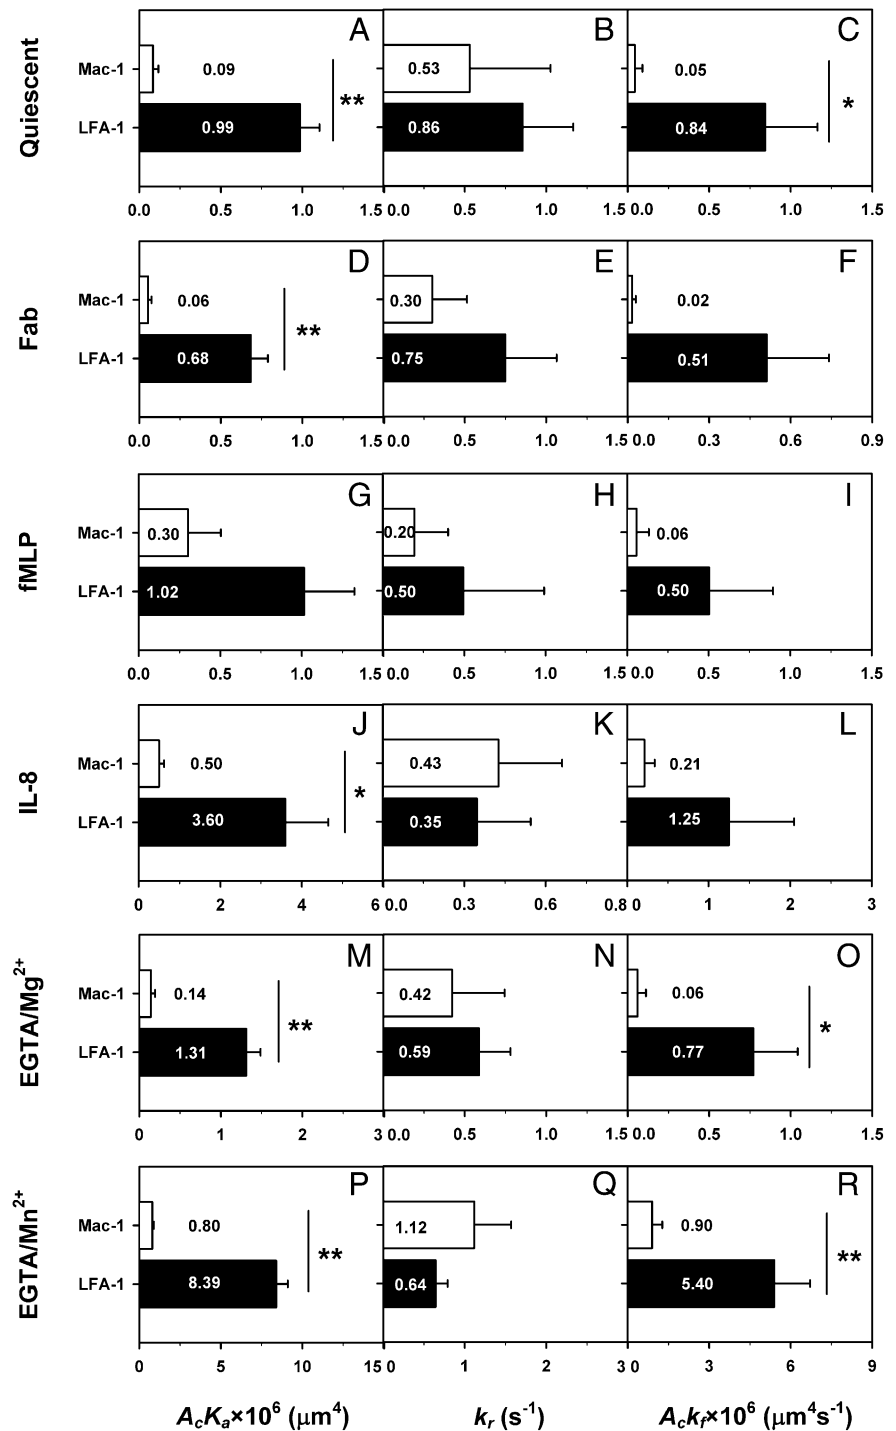 Quiescent
A
B
C
Mac-1
0.09
0.53
0.05
**
*
LFA-1
0.99
0.86
0.84
0.0 0.5 1.0 1.5 0.0 0.5 1.0 1.5 0.0 0.5 1.0 1.5
Fab
D
E
F
Mac-1
0.06
0.30
0.02
**
LFA-1
0.68
0.75
0.51
0.0 0.5 1.0 1.5 0.0 0.5 1.0 1.5 0.0 0.3 0.6 0.9
fMLP
G
H
I
Mac-1
0.30
0.20
0.06
LFA-1
1.02
0.50
0.50
0.0 0.5 1.0 1.5 0.0 0.5 1.0 1.5 0.0 0.5 1.0 1.5
IL-8
J
K
L
Mac-1
0.50
0.43
0.21
*
LFA-1
3.60
0.35
1.25
0 2 4 6 0.0 0.3 0.6 0.8 0 1 2 3
EGTA/Mg²⁺
M
N
O
Mac-1
0.14
0.42
0.06
**
*
LFA-1
1.31
0.59
0.77
0 1 2 3 0.0 0.5 1.0 1.5 0.0 0.5 1.0 1.5
EGTA/Mn²⁺
P
Q
R
Mac-1
0.80
1.12
0.90
**
**
LFA-1
8.39
0.64
5.40
0 5 10 15 0 1 2 3 0 3 6 9
AcKa×10⁶ (μm⁴)
kr (s⁻¹)
Ackf×10⁶ (μm⁴s⁻¹)